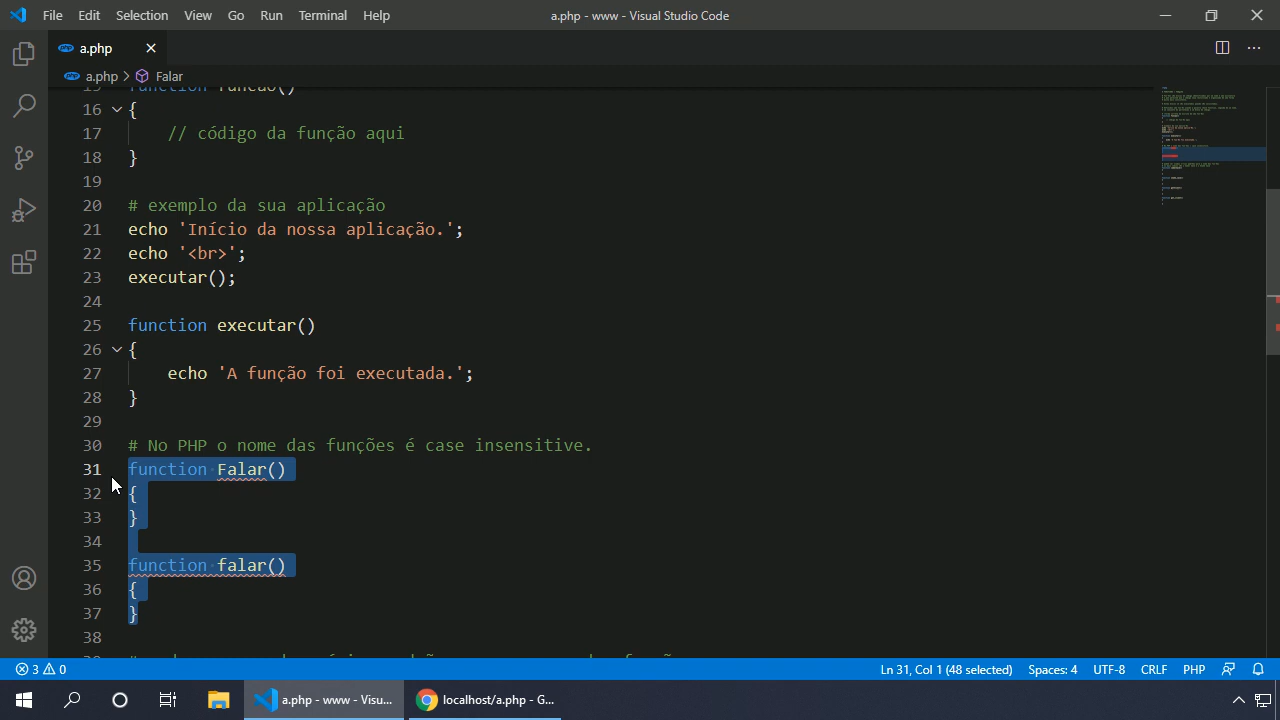 File Edit Selection View Go Run Terminal Help a.php - www - Visual Studio Code
php a.php
php a.php > Falar
15 function funcao()
16 {
17 // código da função aqui
18 }
19
20 # exemplo da sua aplicação
21 echo 'Início da nossa aplicação.';
22 echo '<br>';
23 executar();
24
25 function executar()
26 {
27 echo 'A função foi executada.';
28 }
29
30 # No PHP o nome das funções é case insensitive.
31 function Falar()
32 {
33 }
34
35 function falar()
36 {
37 }
38
3 0 Ln 31, Col 1 (48 selected) Spaces: 4 UTF-8 CRLF PHP
a.php - www - Visu... localhost/a.php - G...